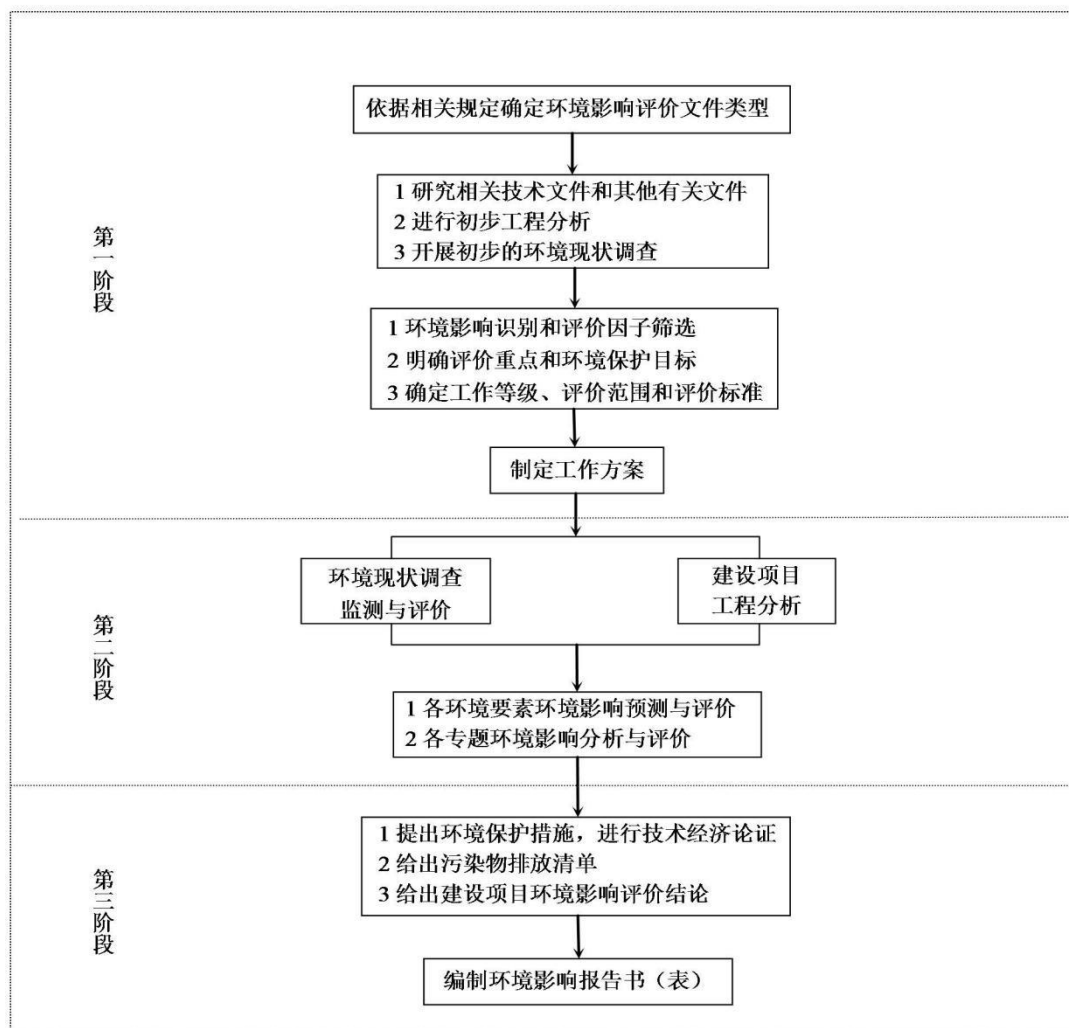 第一阶段
依据相关规定确定环境影响评价文件类型
1 研究相关技术文件和其他有关文件
2 进行初步工程分析
3 开展初步的环境现状调查
1 环境影响识别和评价因子筛选
2 明确评价重点和环境保护目标
3 确定工作等级、评价范围和评价标准
制定工作方案
第二阶段
环境现状调查
监测与评价
建设项目
工程分析
1 各环境要素环境影响预测与评价
2 各专题环境影响分析与评价
第三阶段
1 提出环境保护措施，进行技术经济论证
2 给出污染物排放清单
3 给出建设项目环境影响评价结论
编制环境影响报告书（表）